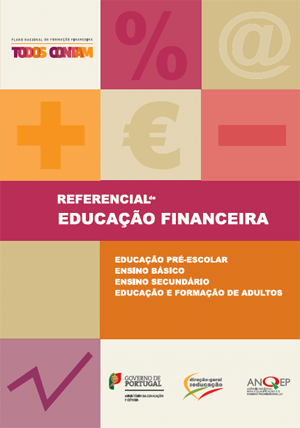 PLANO NACIONAL DE FORMAÇÃO FINANCEIRA
TODOS CONTAM
%
@
+
€
−
REFERENCIAL de
EDUCAÇÃO FINANCEIRA
EDUCAÇÃO PRÉ-ESCOLAR
ENSINO BÁSICO
ENSINO SECUNDÁRIO
EDUCAÇÃO E FORMAÇÃO DE ADULTOS
GOVERNO DE
PORTUGAL
MINISTÉRIO DA EDUCAÇÃO
E CIÊNCIA
direção-geral
da educação
ANQEP